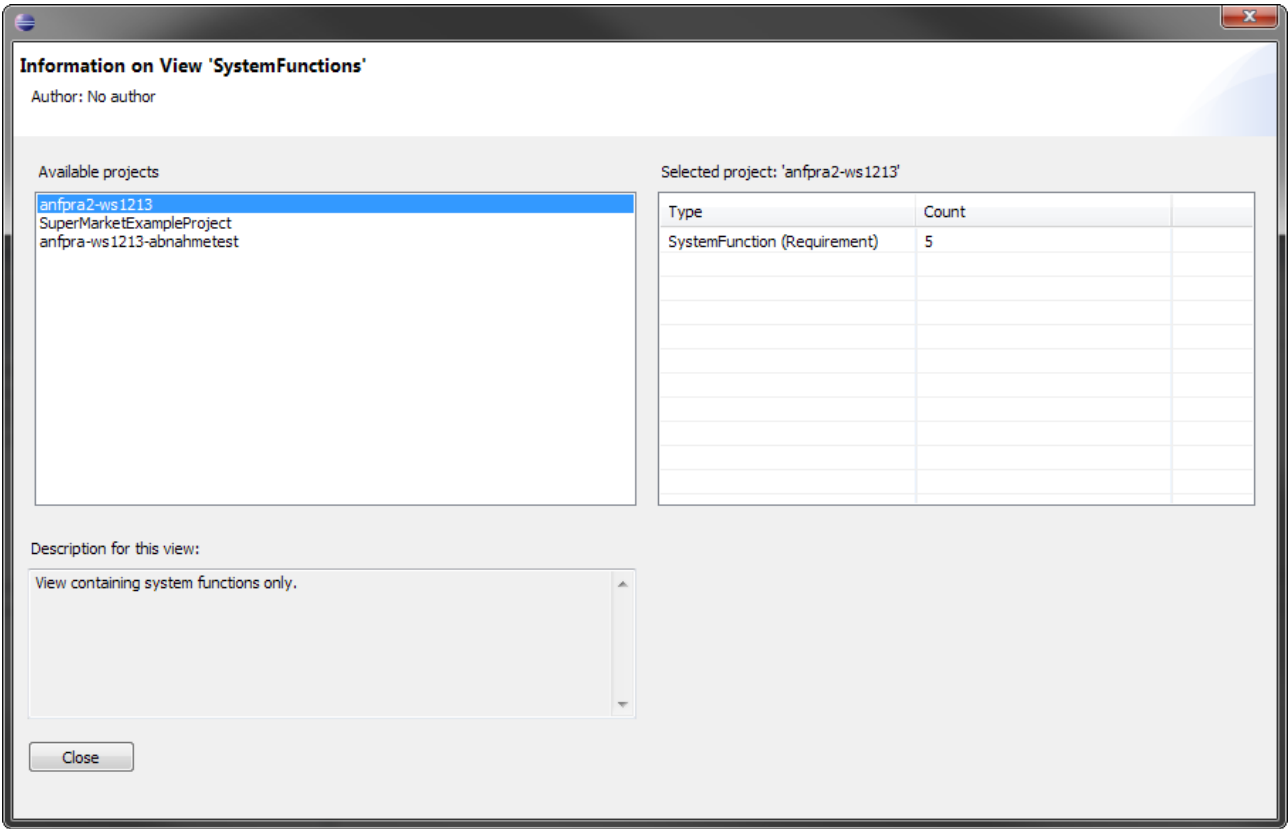 Information on View 'SystemFunctions'
Author: No author
Available projects
anfpra2-ws1213
SuperMarketExampleProject
anfpra-ws1213-abnahmetest
Selected project: 'anfpra2-ws1213'
Type Count
SystemFunction (Requirement) 5
Description for this view:
View containing system functions only.
Close